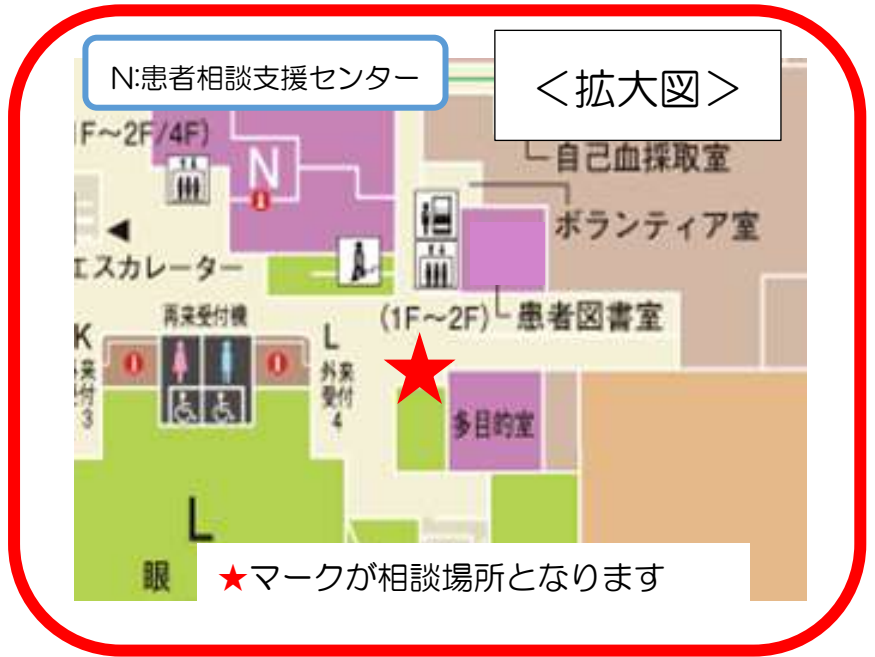 N:患者相談支援センター
＜拡大図＞
F～2F/4F)
N
自己血採取室
ボランティア室
エスカレーター
再来受付機
(1F～2F)
患者図書室
K
外来受付3
L
外来受付4
多目的室
L
眼
★マークが相談場所となります